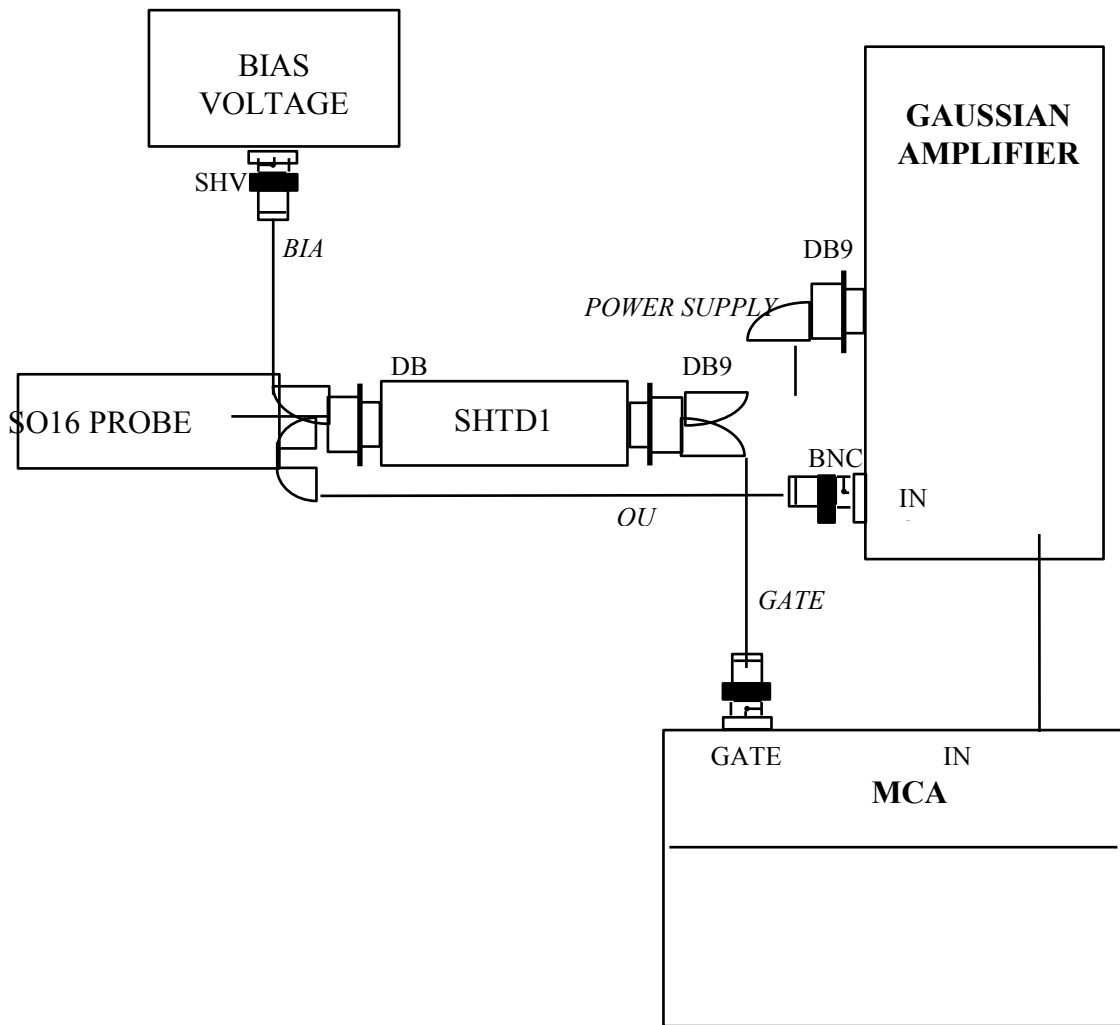 BIAS
VOLTAGE
GAUSSIAN
AMPLIFIER
SHV
BIA
DB9
POWER SUPPLY
DB
DB9
SO16 PROBE
SHTD1
BNC
IN
OU
GATE
GATE
IN
MCA